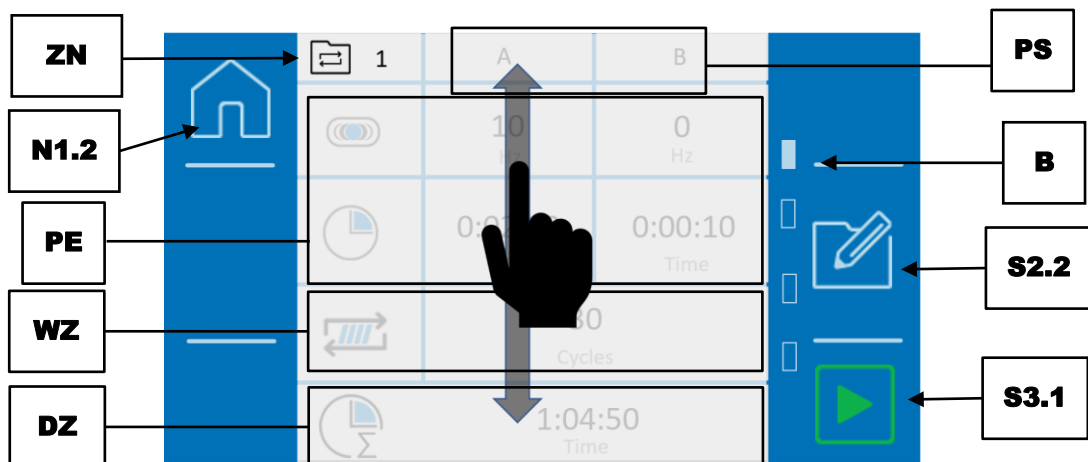 ZN
1
A
B
PS
N1.2
10
0
Hz
Hz
B
PE
0:00:10
Time
S2.2
WZ
Cycles
S3.1
DZ
1:04:50
Time
Σ